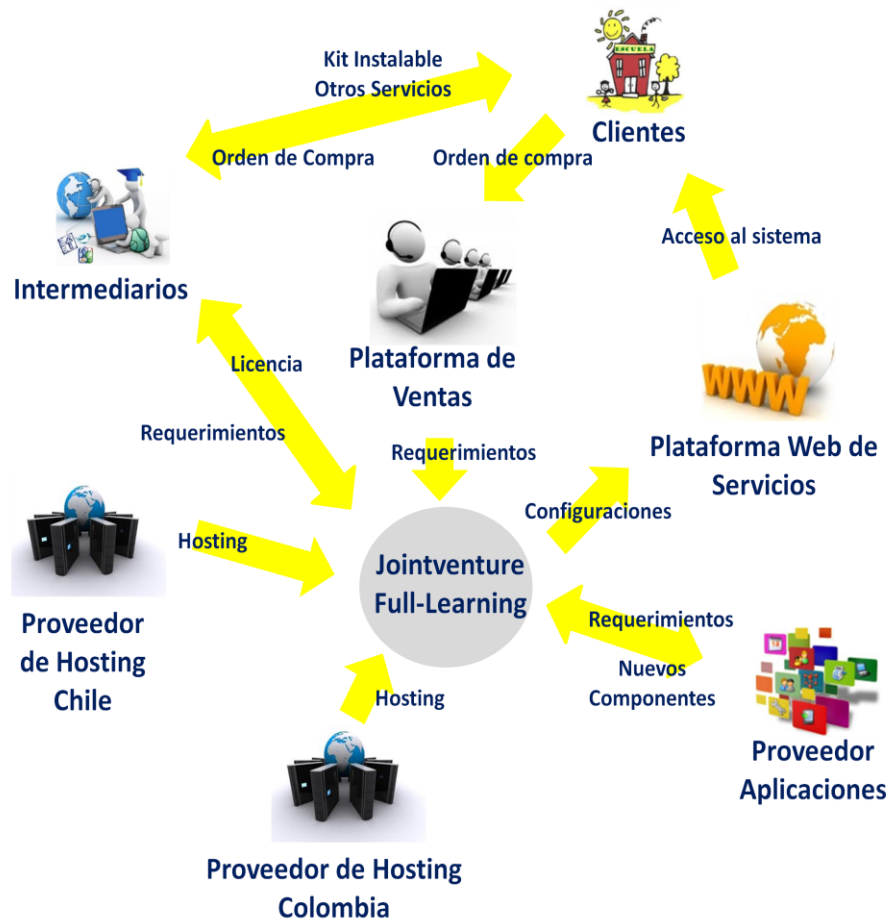 Kit Instalable
Otros Servicios
ESCUELA
Clientes
Orden de Compra
Orden de compra
Acceso al sistema
Intermediarios
Licencia
Plataforma de
Ventas
WWW
Requerimientos
Requerimientos
Plataforma Web de
Servicios
Configuraciones
Hosting
Jointventure
Full-Learning
Requerimientos
Nuevos
Componentes
Proveedor
de Hosting
Chile
Hosting
Proveedor
Aplicaciones
Proveedor de Hosting
Colombia